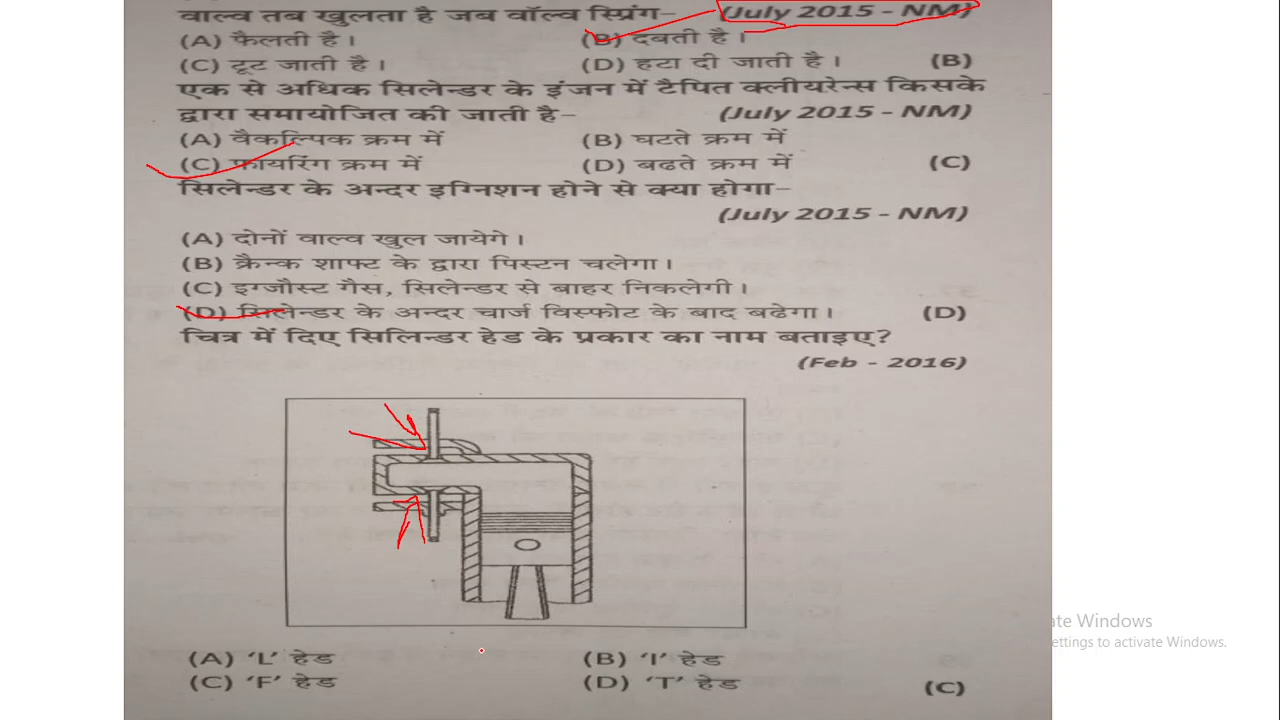 वाल्व तब खुलता है जब वॉल्व स्प्रिंग– (July 2015 - NM)
(A) फैलती है। (B) दबती है।
(C) टूट जाती है। (D) हटा दी जाती है। (B)
एक से अधिक सिलेन्डर के इंजन में टैपित क्लीयरेन्स किसके
द्वारा समायोजित की जाती है– (July 2015 - NM)
(A) वैकल्पिक क्रम में (B) घटते क्रम में
(C) फायरिंग क्रम में (D) बढते क्रम में (C)
सिलेन्डर के अन्दर इग्निशन होने से क्या होगा–
(July 2015 - NM)
(A) दोनों वाल्व खुल जायेगे।
(B) क्रैन्क शाफ्ट के द्वारा पिस्टन चलेगा।
(C) इग्जौस्ट गैस, सिलेन्डर से बाहर निकलेगी।
(D) सिलेन्डर के अन्दर चार्ज विस्फोट के बाद बढेगा। (D)
चित्र में दिए सिलिन्डर हेड के प्रकार का नाम बताइए?
(Feb - 2016)
(A) ‘L’ हेड (B) ‘I’ हेड
(C) ‘F’ हेड (D) ‘T’ हेड (C)
ate Windows
ettings to activate Windows.